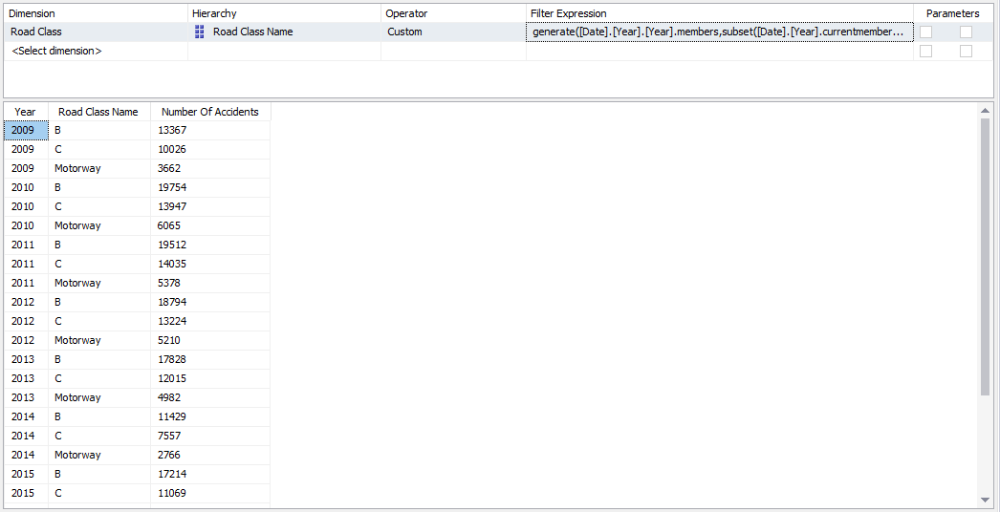 Dimension Hierarchy Operator Filter Expression Parameters
Road Class Road Class Name Custom generate([Date].[Year].[Year].members,subset([Date].[Year].currentmember...
<Select dimension>
Year Road Class Name Number Of Accidents
2009 B 13367
2009 C 10026
2009 Motorway 3662
2010 B 19754
2010 C 13947
2010 Motorway 6065
2011 B 19512
2011 C 14035
2011 Motorway 5378
2012 B 18794
2012 C 13224
2012 Motorway 5210
2013 B 17828
2013 C 12015
2013 Motorway 4982
2014 B 11429
2014 C 7557
2014 Motorway 2766
2015 B 17214
2015 C 11069